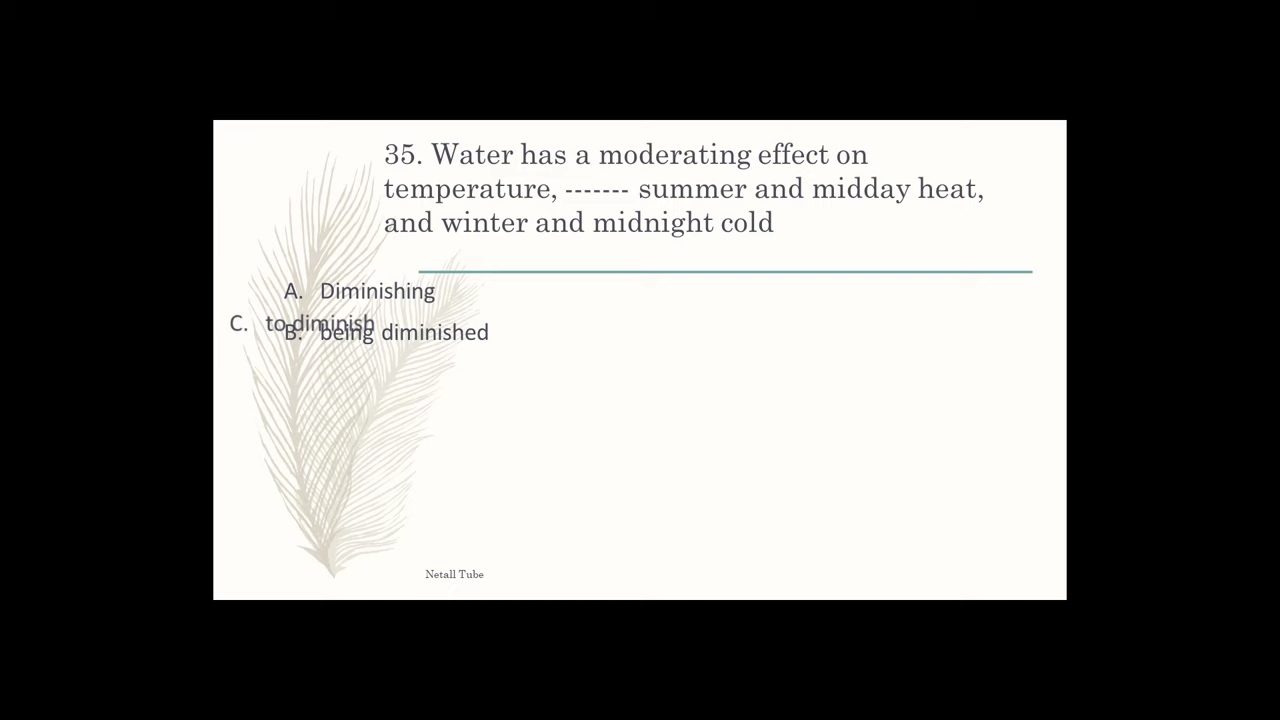 35. Water has a moderating effect on
temperature, ------- summer and midday heat,
and winter and midnight cold
A. Diminishing
B. being diminished
C. to diminish
Netall Tube